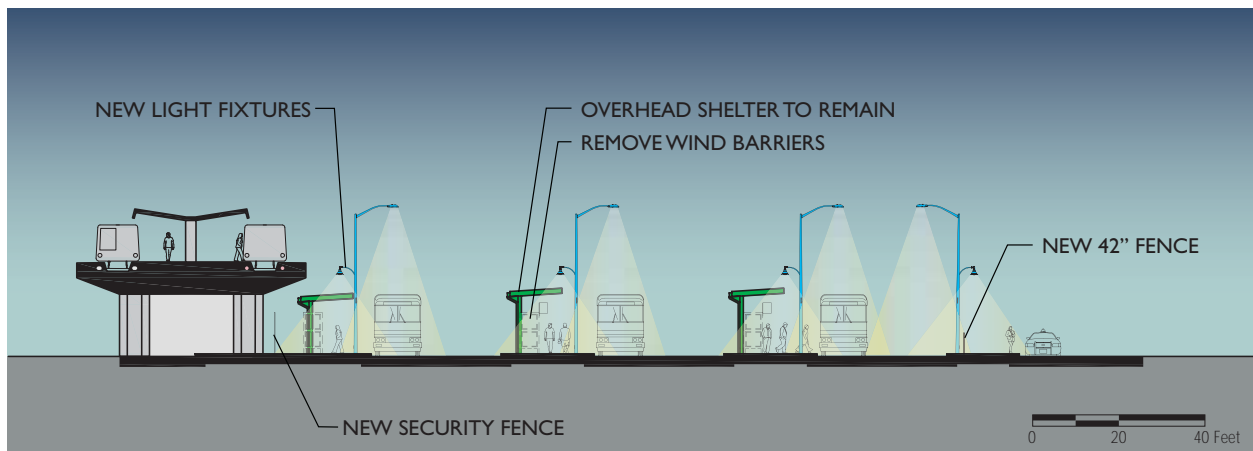 NEW LIGHT FIXTURES
OVERHEAD SHELTER TO REMAIN
REMOVE WIND BARRIERS
NEW 42” FENCE
NEW SECURITY FENCE
0 20 40 Feet